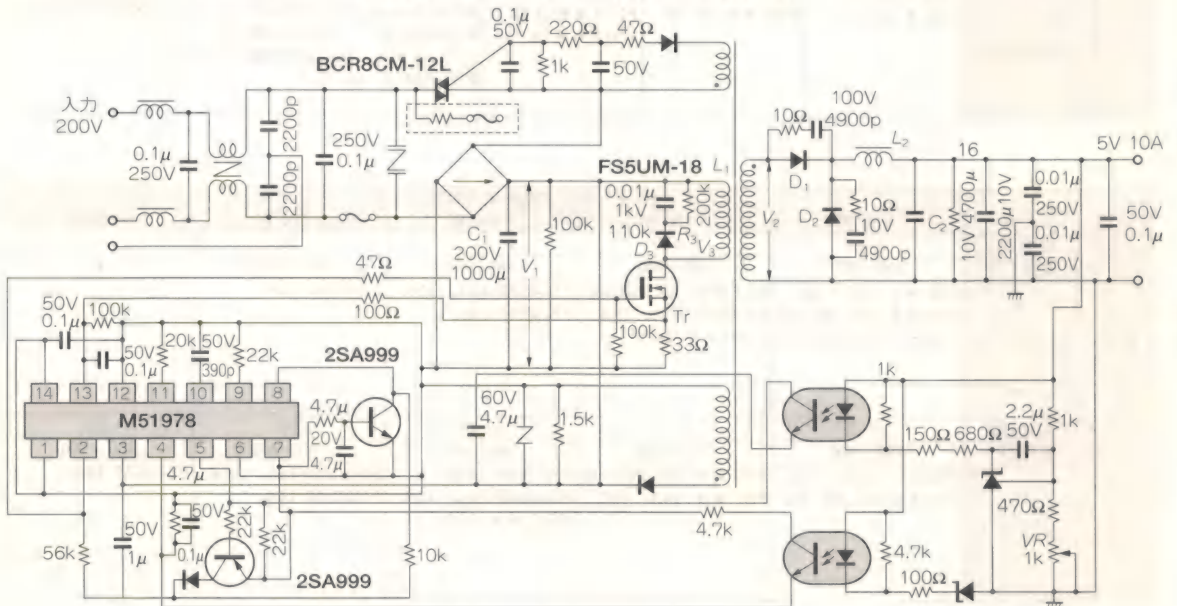 0.1μ
50V
220Ω
47Ω
BCR8CM-12L
1k
50V
入力
200V
0.1μ
250V
2200p
2200p
250V
0.1μ
100V
4900p
10Ω
L₂
16
5V 10A
FS5UM-18
L₁
0.01μ
1kV
200k
110k
R₃
V₃
D₃
V₂
D₁
D₂
10Ω
10V
4900p
C₂
10V 4700μ
2200μ 10V
0.01μ
250V
0.01μ
250V
50V
0.1μ
C₁
200V
1000μ
V₁
100k
47Ω
100Ω
Tr
100k
33Ω
50V
0.1μ
100k
50V
0.1μ
20k
50V
390p
22k
2SA999
14 13 12 11 10 9 8
M51978
1 2 3 4 5 6 7
4.7μ
20V
4.7μ
60V
4.7μ
1.5k
1k
150Ω
680Ω
2.2μ
50V
1k
470Ω
VR
1k
4.7μ
50V
1μ
56k
50V
0.1μ
22k
22k
2SA999
10k
4.7k
4.7k
100Ω